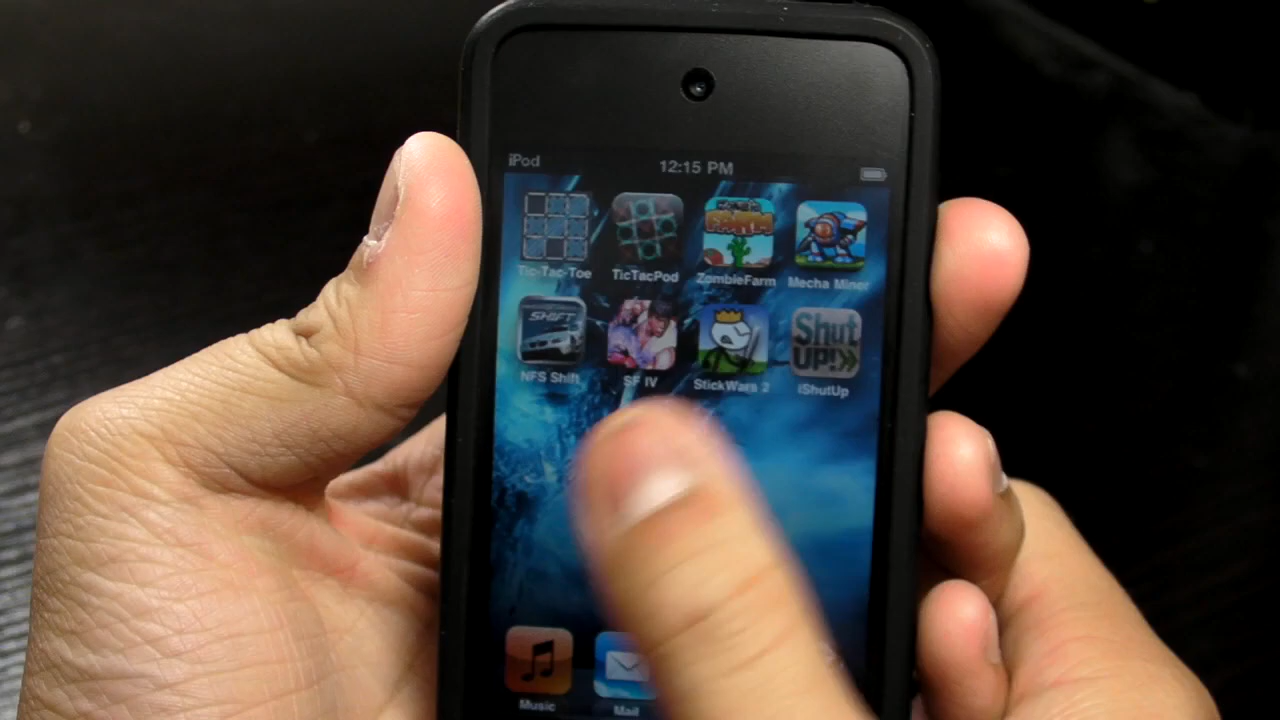 iPod 12:15 PM
Tic-Tac-Toe TicTacPod ZombieFarm Mecha Miner
FARM
SHIFT Shut
UP!»
NFS Shift SF IV StickWars 2 iShutUp
Music Mail